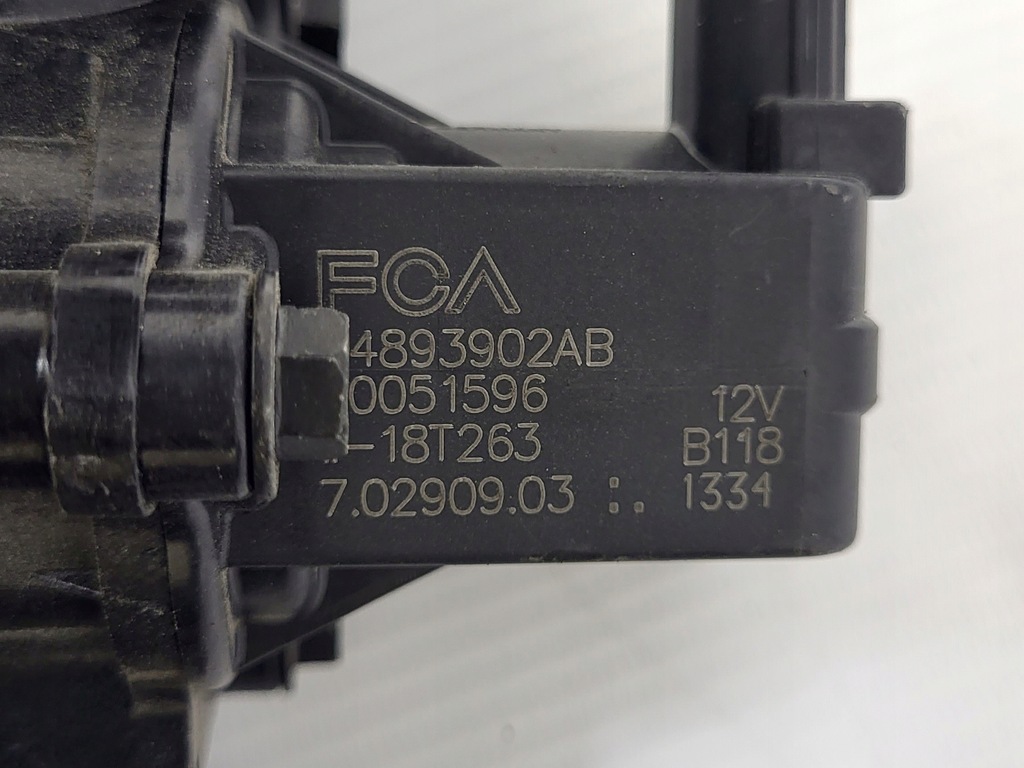 FCA
4893902AB
0051596
12V
-18T263
B118
7.02909.03 :.
1334